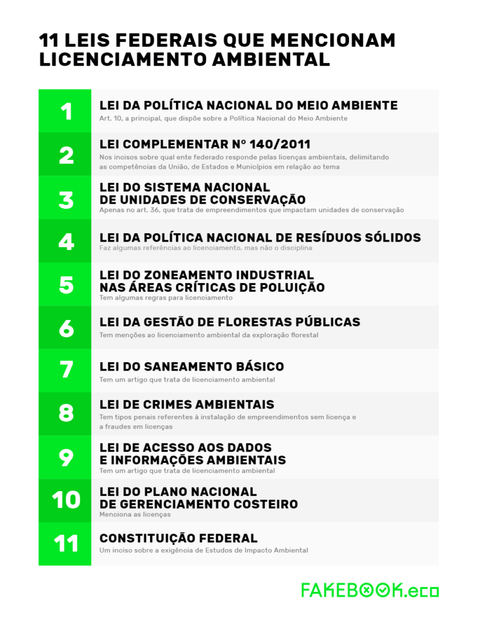 11 LEIS FEDERAIS QUE MENCIONAM
LICENCIAMENTO AMBIENTAL
1
LEI DA POLÍTICA NACIONAL DO MEIO AMBIENTE
Art. 10, a principal, que dispõe sobre a Política Nacional do Meio Ambiente
2
LEI COMPLEMENTAR Nº 140/2011
Nos incisos sobre qual ente federado responde pelas licenças ambientais, delimitando
as competências da União, de Estados e Municípios em relação ao tema
3
LEI DO SISTEMA NACIONAL
DE UNIDADES DE CONSERVAÇÃO
Apenas no art. 36, que trata de empreendimentos que impactam unidades de conservação
4
LEI DA POLÍTICA NACIONAL DE RESÍDUOS SÓLIDOS
Faz algumas referências ao licenciamento, mas não o disciplina
5
LEI DO ZONEAMENTO INDUSTRIAL
NAS ÁREAS CRÍTICAS DE POLUIÇÃO
Tem algumas regras para licenciamento
6
LEI DA GESTÃO DE FLORESTAS PÚBLICAS
Tem menções ao licenciamento ambiental da exploração florestal
7
LEI DO SANEAMENTO BÁSICO
Tem um artigo que trata de licenciamento ambiental
8
LEI DE CRIMES AMBIENTAIS
Tem tipos penais referentes à instalação de empreendimentos sem licença e
a fraudes em licenças
9
LEI DE ACESSO AOS DADOS
E INFORMAÇÕES AMBIENTAIS
Tem um artigo que trata de licenciamento ambiental
10
LEI DO PLANO NACIONAL
DE GERENCIAMENTO COSTEIRO
Menciona as licenças
11
CONSTITUIÇÃO FEDERAL
Um inciso sobre a exigência de Estudos de Impacto Ambiental
FAKEBOOK.eco